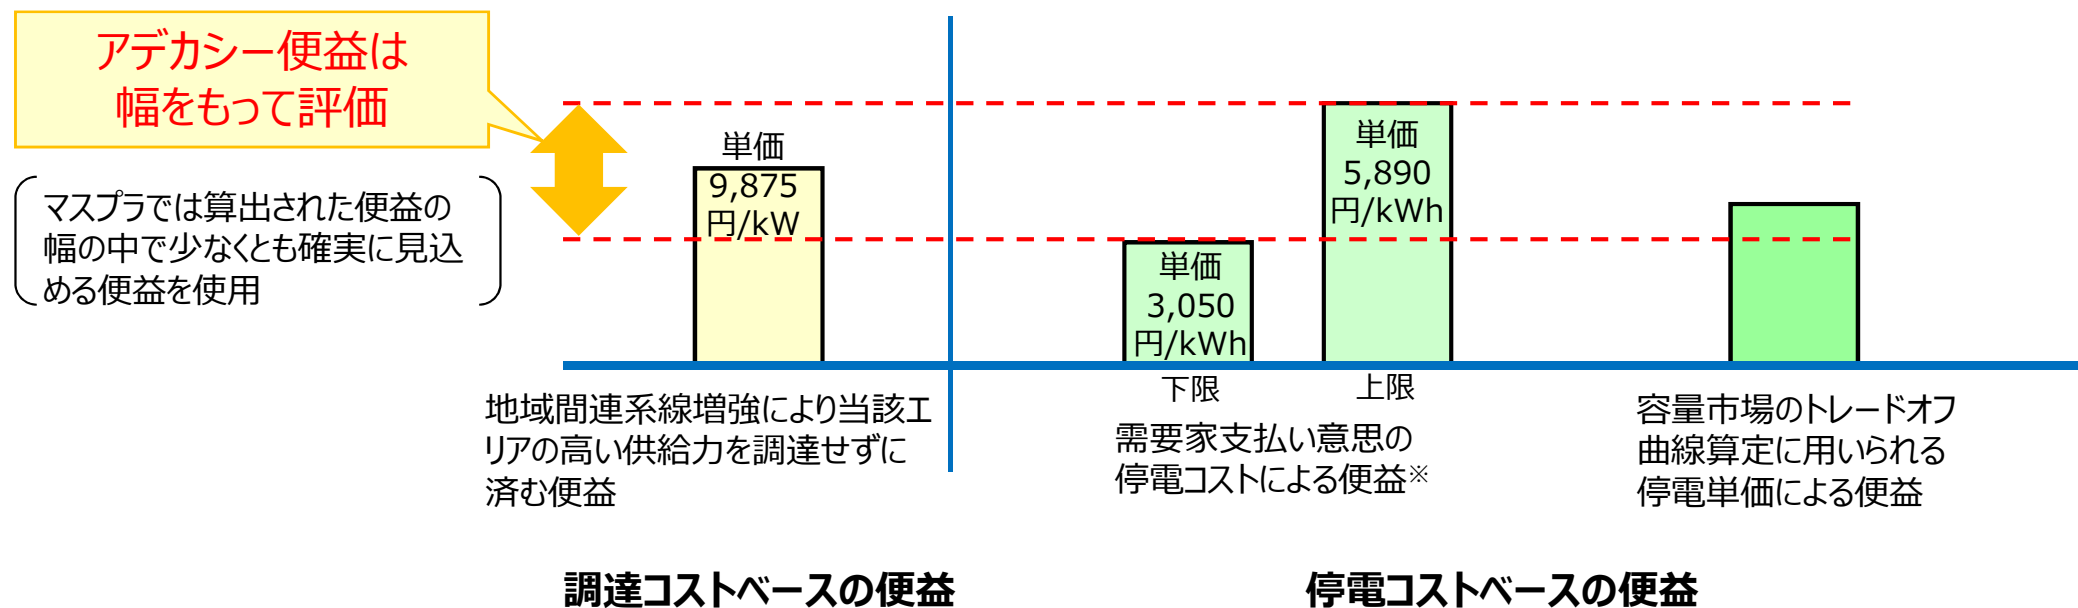 アデカシー便益は
幅をもって評価
マスプラでは算出された便益の
幅の中で少なくとも確実に見込
める便益を使用
単価
9,875
円/kW
単価
3,050
円/kWh
単価
5,890
円/kWh
下限
上限
地域間連系線増強により当該エ
リアの高い供給力を調達せずに
済む便益
需要家支払い意思の
停電コストによる便益※
容量市場のトレードオフ
曲線算定に用いられる
停電単価による便益
調達コストベースの便益
停電コストベースの便益